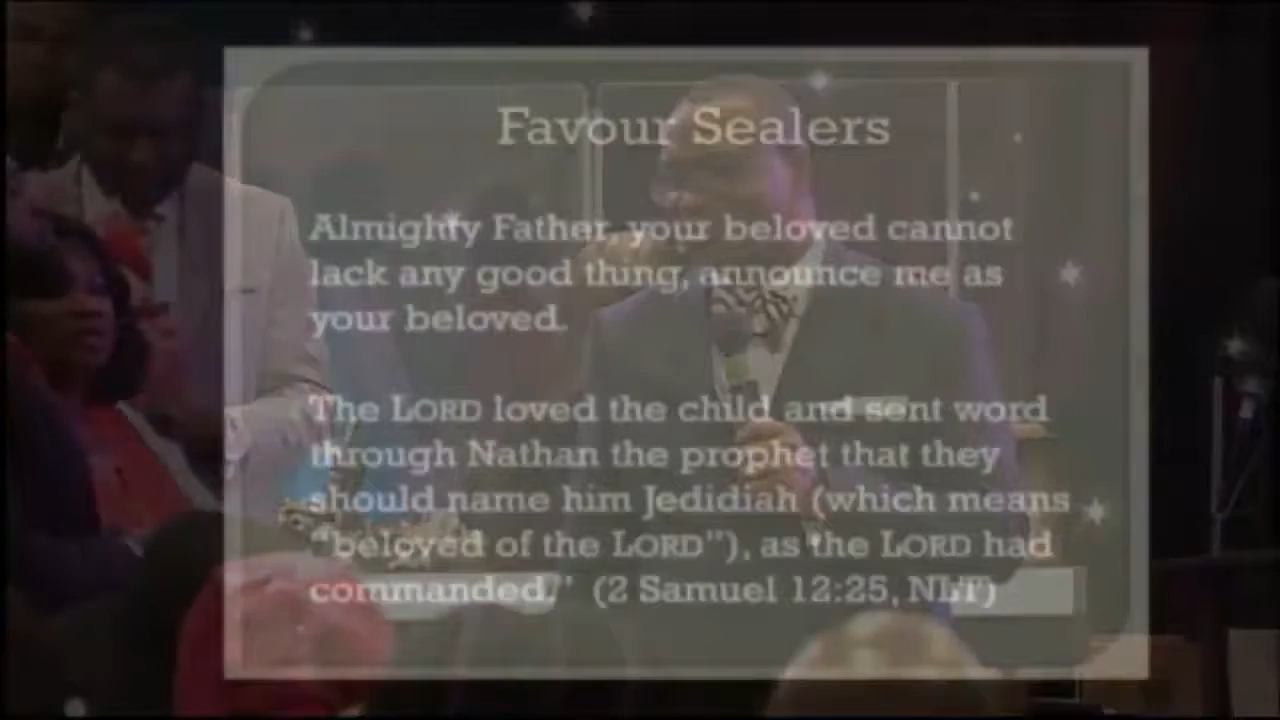 Favour Sealers
Almighty Father, your beloved cannot
lack any good thing, announce me as
your beloved.
The LORD loved the child and sent word
through Nathan the prophet that they
should name him Jedidiah (which means
“beloved of the LORD”), as the LORD had
commanded.” (2 Samuel 12:25, NLT)